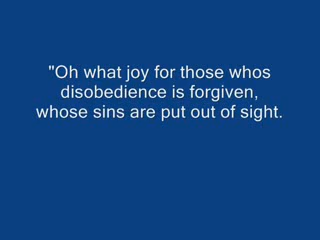 "Oh what joy for those whos
disobedience is forgiven,
whose sins are put out of sight.